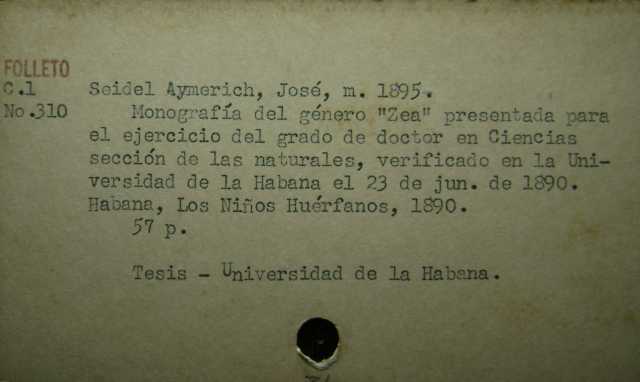 FOLLETO
C.1 Seidel Aymerich, José, m. 1895.
No.310 Monografía del género "Zea" presentada para
el ejercicio del grado de doctor en Ciencias
sección de las naturales, verificado en la Uni-
versidad de la Habana el 23 de jun. de 1890.
Habana, Los Niños Huérfanos, 1890.
57 p.
Tesis - Universidad de la Habana.